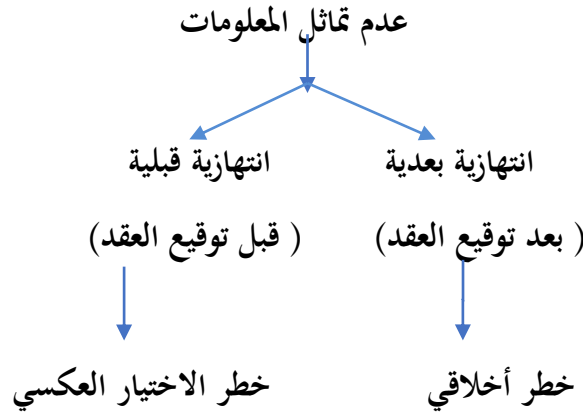 عدم تماثل المعلومات
انتهازية بعدية
انتهازية قبلية
( بعد توقيع العقد)
( قبل توقيع العقد)
خطر أخلاقي
خطر الاختيار العكسي